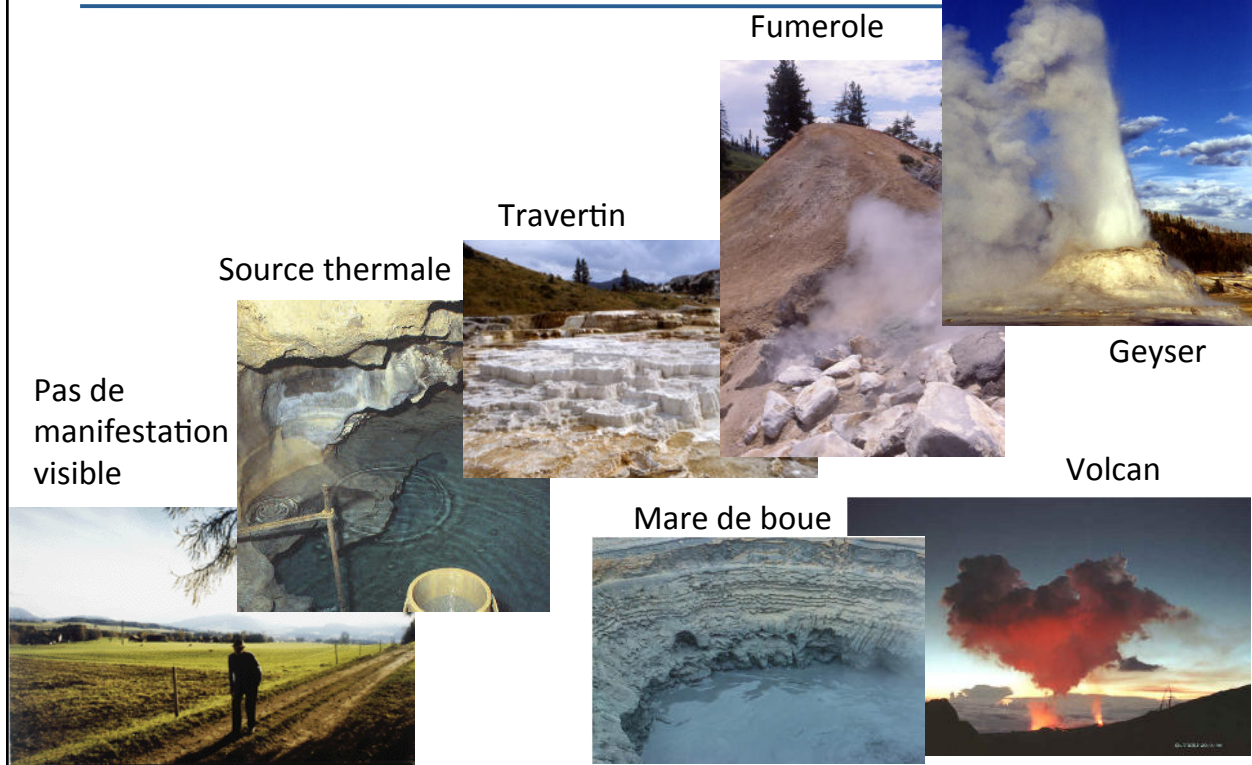 Fumerole
Travertin
Source thermale
Geyser
Pas de
manifestation
visible
Volcan
Mare de boue